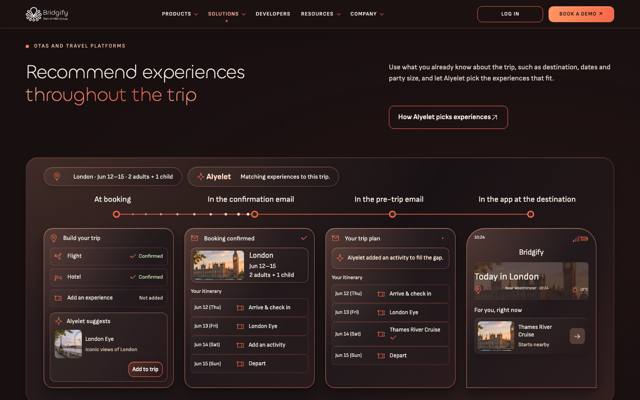 Bridgify
PRODUCTS
SOLUTIONS
DEVELOPERS
RESOURCES
COMPANY
LOG IN
BOOK A DEMO
OTAS AND TRAVEL PLATFORMS
Recommend experiences
throughout the trip
Use what you already know about the trip, such as destination, dates and
party size, and let AIyelet pick the experiences that fit.
How AIyelet picks experiences
London · Jun 12–15 · 2 adults + 1 child
AIyelet
Matching experiences to this trip.
At booking
In the confirmation email
In the pre-trip email
In the app at the destination
Build your trip
Flight
Confirmed
Hotel
Confirmed
Add an experience
Not added
AIyelet suggests
London Eye
Iconic views of London
Add to trip
Booking confirmed
London
Jun 12–15
2 adults + 1 child
Your itinerary
Jun 12 (Thu)
Arrive & check in
Jun 13 (Fri)
London Eye
Jun 14 (Sat)
Add an activity
Jun 15 (Sun)
Depart
Your trip plan
AIyelet added an activity to fill the gap.
Your itinerary
Jun 12 (Thu)
Arrive & check in
Jun 13 (Fri)
London Eye
Jun 14 (Sat)
Thames River Cruise
Jun 15 (Sun)
Depart
10:24
Bridgify
Today in London
Near Westminster · 10:24
For you, right now
Thames River
Cruise
Starts nearby